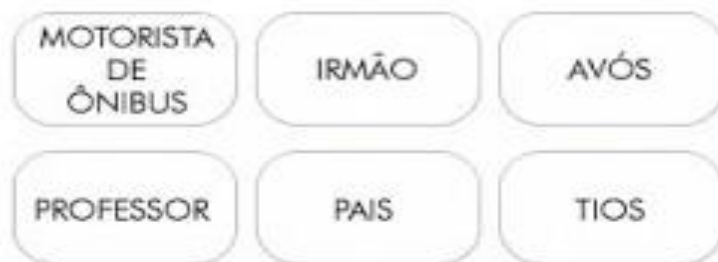 MOTORISTA
DE
ÔNIBUS
IRMÃO
AVÓS
PROFESSOR
PAIS
TIOS